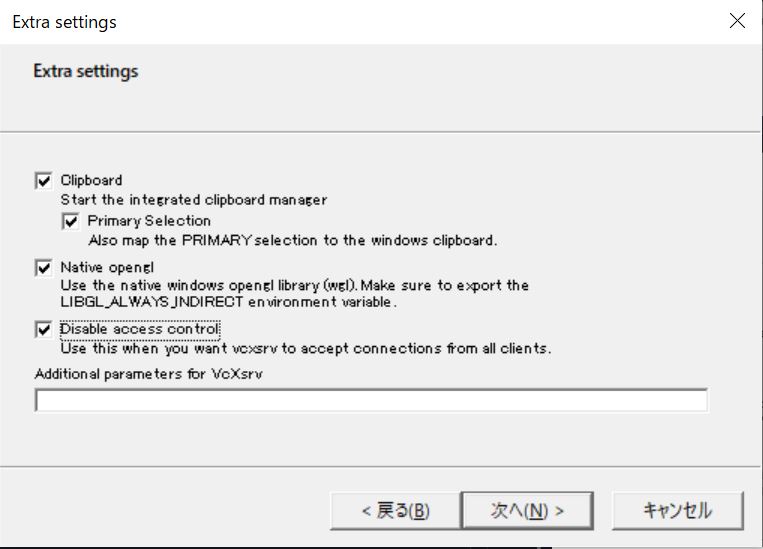 Extra settings
Extra settings
Clipboard
Start the integrated clipboard manager
Primary Selection
Also map the PRIMARY selection to the windows clipboard.
Native opengl
Use the native windows opengl library (wgl). Make sure to export the
LIBGL_ALWAYS_INDIRECT environment variable.
Disable access control
Use this when you want vcxsrv to accept connections from all clients.
Additional parameters for VcXsrv
< 戻る(B) 次へ(N) > キャンセル